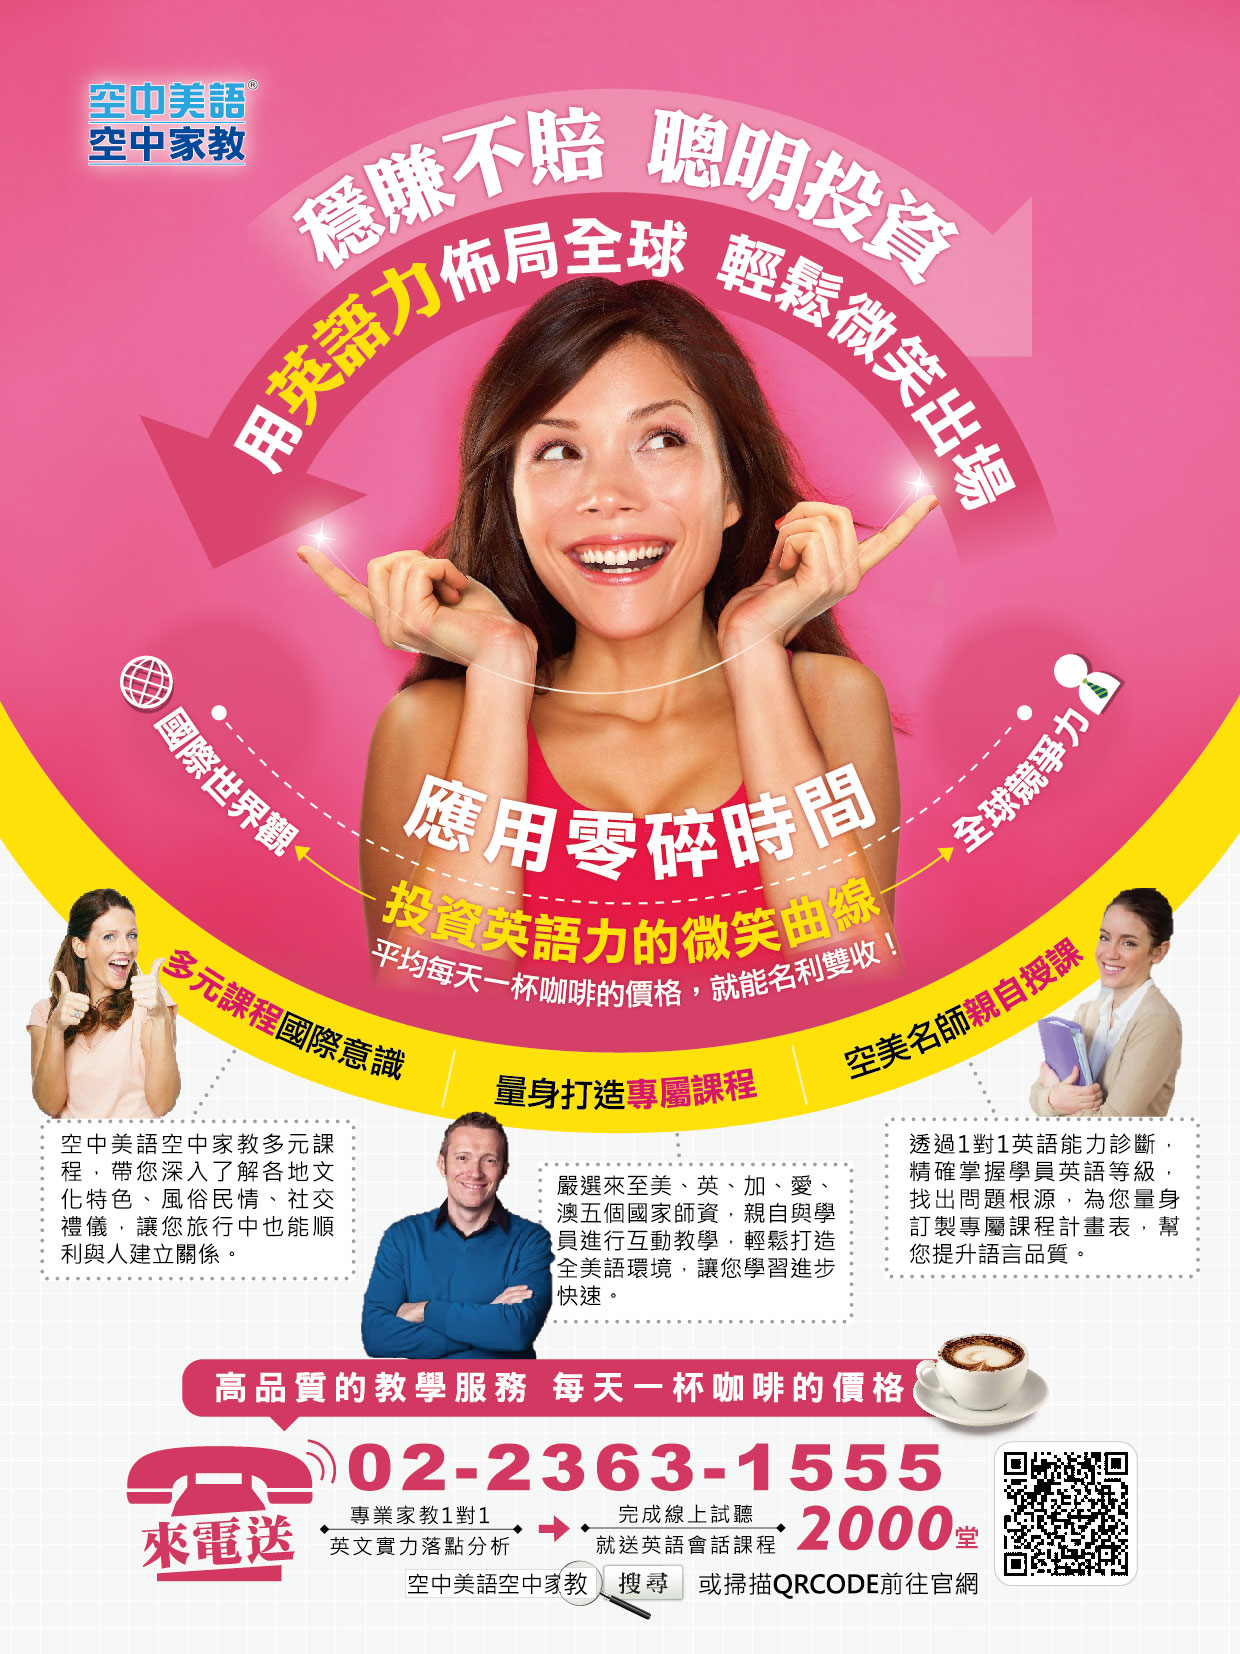 空中美語®
空中家教
穩賺不賠 聰明投資
用英語力佈局全球 輕鬆微笑出場
國際世界觀
全球競爭力
應用零碎時間
投資英語力的微笑曲線
平均每天一杯咖啡的價格，就能名利雙收！
多元課程國際意識
量身打造專屬課程
空美名師親自授課
空中美語空中家教多元課
程，帶您深入了解各地文
化特色、風俗民情、社交
禮儀，讓您旅行中也能順
利與人建立關係。
嚴選來至美、英、加、愛、
澳五個國家師資，親自與學
員進行互動教學，輕鬆打造
全美語環境，讓您學習進步
快速。
透過1對1英語能力診斷，
精確掌握學員英語等級，
找出問題根源，為您量身
訂製專屬課程計畫表，幫
您提升語言品質。
高品質的教學服務 每天一杯咖啡的價格
02-2363-1555
來電送
專業家教1對1
英文實力落點分析
完成線上試聽
就送英語會話課程
2000堂
空中美語空中家教 搜尋 或掃描QRCODE前往官網